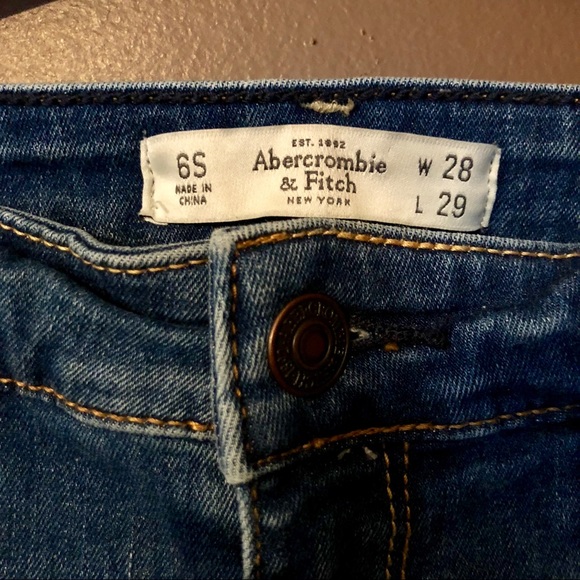 6S
MADE IN
CHINA
EST. 1892
Abercrombie
& Fitch
NEW YORK
W 28
L 29